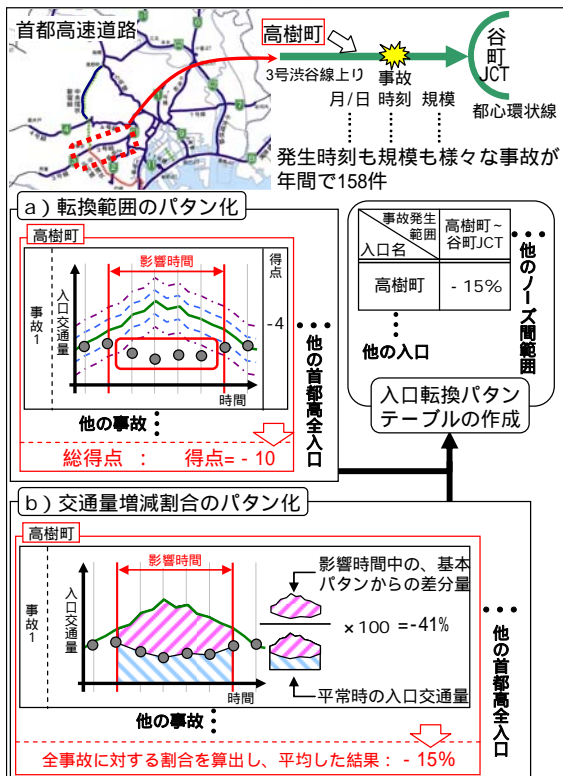 首都高速道路
高樹町
3号渋谷線上り
事故
月/日
時刻
規模
谷町JCT
都心環状線
発生時刻も規模も様々な事故が
年間で158件
a）転換範囲のパタン化
高樹町
事故1
入口交通量
影響時間
得点
-4
時間
他の事故
総得点 ： 得点= - 10
他の首都高全入口
事故発生
範囲
入口名
高樹町~
谷町JCT
高樹町
- 15%
他の入口
他のノーズ間範囲
入口転換パタン
テーブルの作成
b）交通量増減割合のパタン化
高樹町
事故1
入口交通量
影響時間
時間
影響時間中の、基本
パタンからの差分量
×100 =-41%
平常時の入口交通量
他の事故
全事故に対する割合を算出し、平均した結果： - 15%
他の首都高全入口